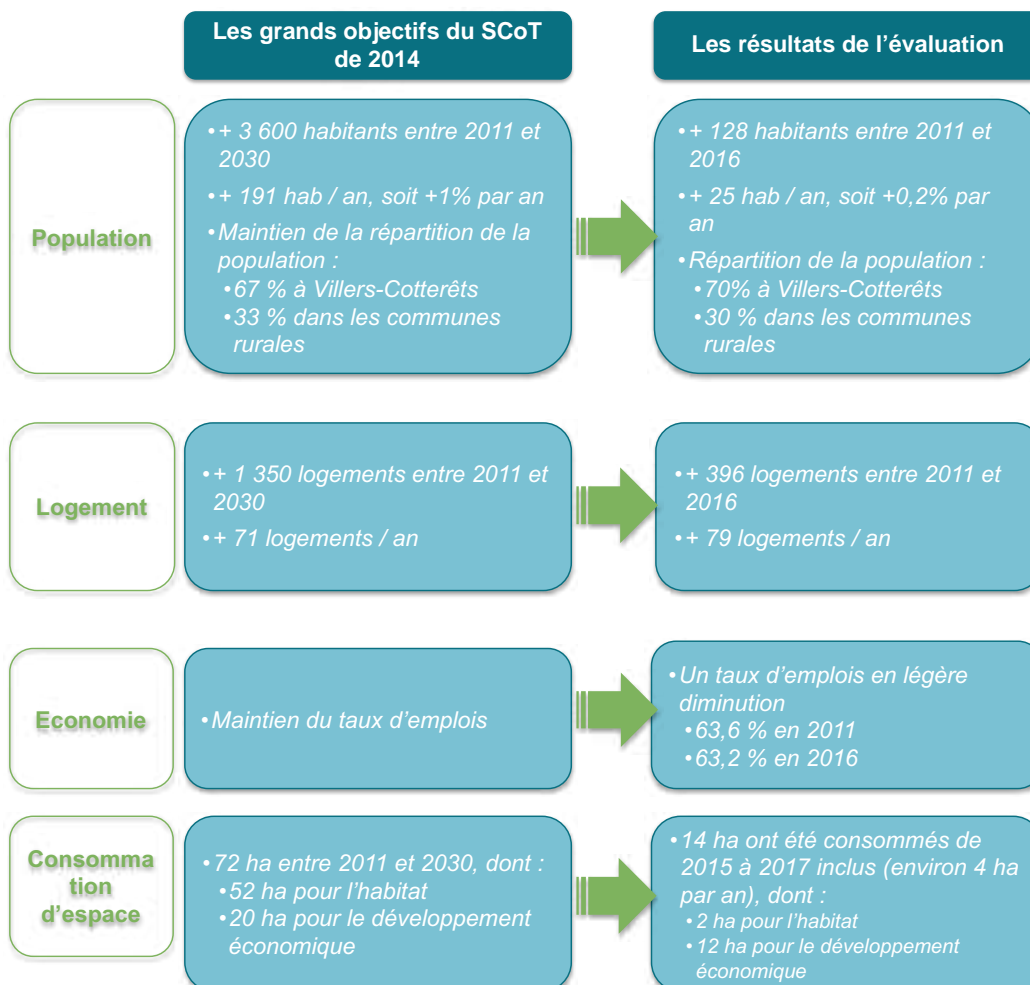 Les grands objectifs du SCoT
de 2014
Les résultats de l'évaluation
Population
•+ 3 600 habitants entre 2011 et
2030
•+ 191 hab / an, soit +1% par an
•Maintien de la répartition de la
population :
•67 % à Villers-Cotterêts
•33 % dans les communes
rurales
•+ 128 habitants entre 2011 et
2016
•+ 25 hab / an, soit +0,2% par
an
•Répartition de la population :
•70% à Villers-Cotterêts
•30 % dans les communes
rurales
Logement
•+ 1 350 logements entre 2011 et
2030
•+ 71 logements / an
•+ 396 logements entre 2011 et
2016
•+ 79 logements / an
Economie
•Maintien du taux d'emplois
•Un taux d'emplois en légère
diminution
•63,6 % en 2011
•63,2 % en 2016
Consomma
tion
d'espace
•72 ha entre 2011 et 2030, dont :
•52 ha pour l'habitat
•20 ha pour le développement
économique
•14 ha ont été consommés de
2015 à 2017 inclus (environ 4 ha
par an), dont :
•2 ha pour l'habitat
•12 ha pour le développement
économique